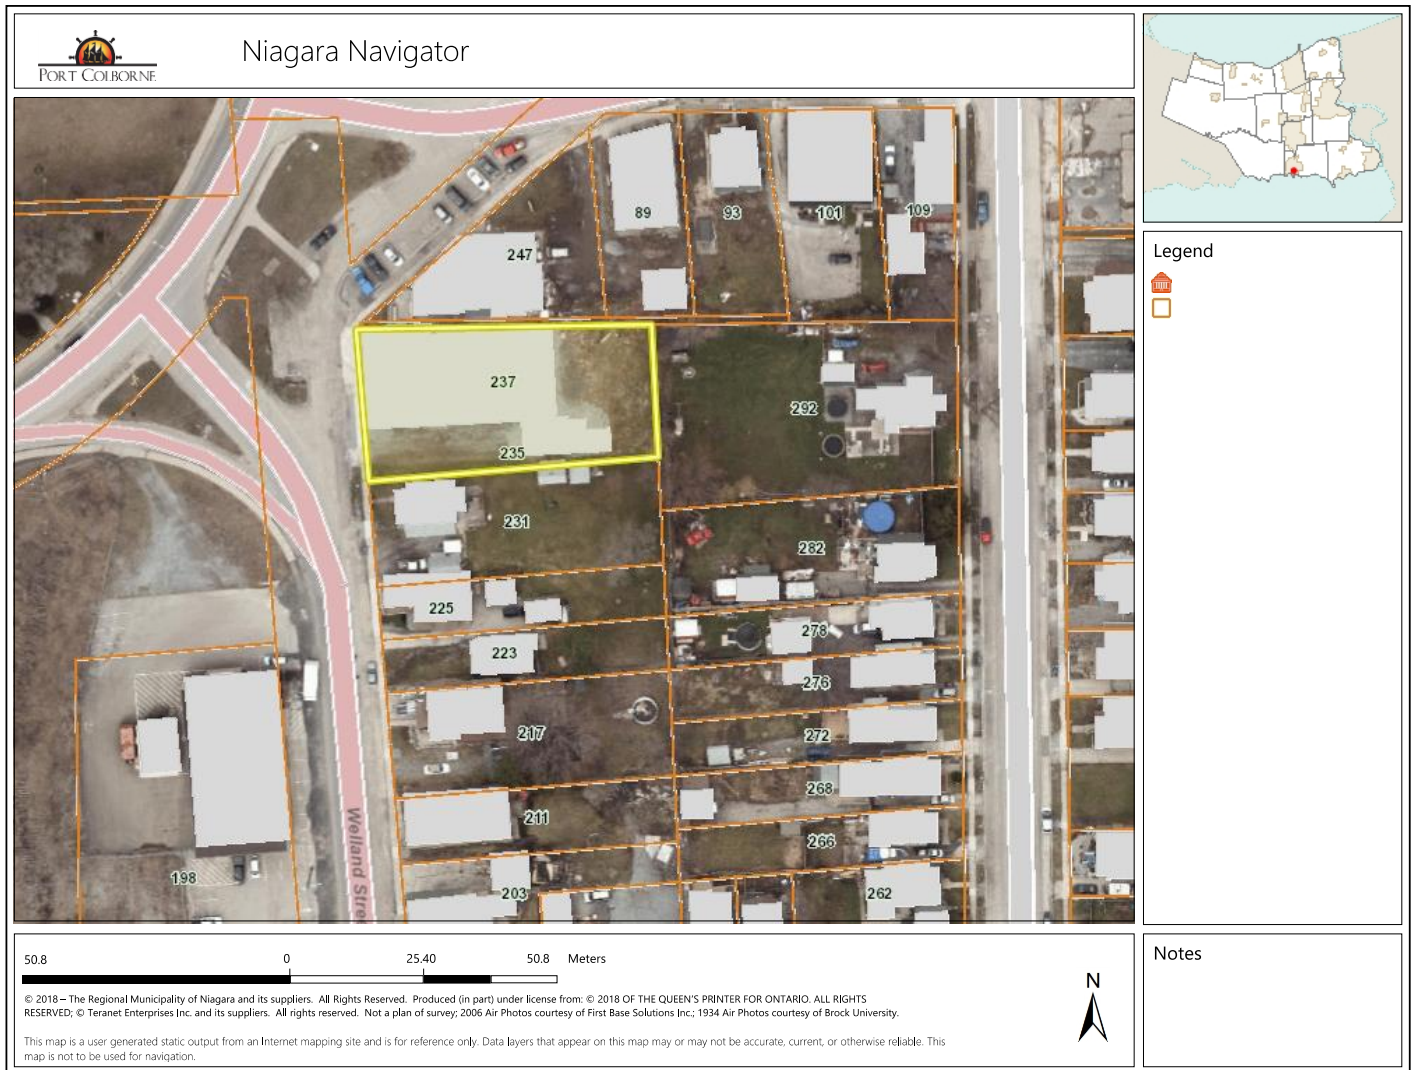 PORT COLBORNE
Niagara Navigator
89
93
101
109
247
237
292
235
231
282
225
278
223
276
217
272
268
211
266
198
203
262
Welland Stre
Legend
50.8
0
25.40
50.8
Meters
© 2018 – The Regional Municipality of Niagara and its suppliers. All Rights Reserved. Produced (in part) under license from: © 2018 OF THE QUEEN'S PRINTER FOR ONTARIO. ALL RIGHTS
RESERVED; © Teranet Enterprises Inc. and its suppliers. All rights reserved. Not a plan of survey; 2006 Air Photos courtesy of First Base Solutions Inc.; 1934 Air Photos courtesy of Brock University.
This map is a user generated static output from an Internet mapping site and is for reference only. Data layers that appear on this map may or may not be accurate, current, or otherwise reliable. This
map is not to be used for navigation.
N
Notes